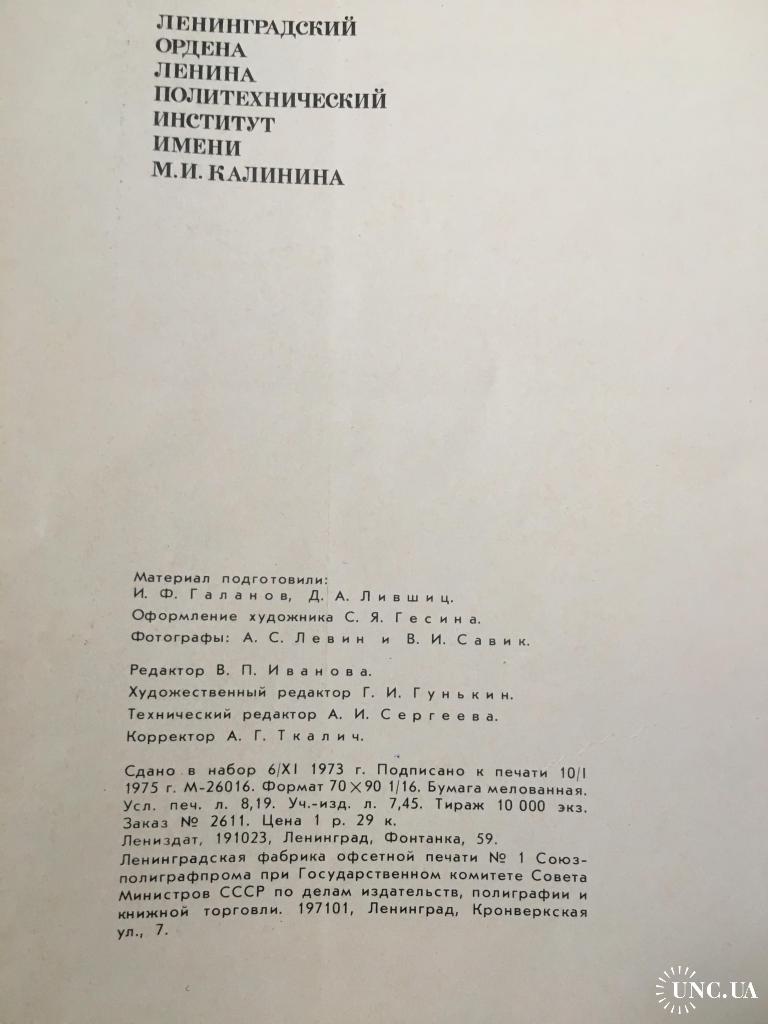 ЛЕНИНГРАДСКИЙ
ОРДЕНА
ЛЕНИНА
ПОЛИТЕХНИЧЕСКИЙ
ИНСТИТУТ
ИМЕНИ
М.И. КАЛИНИНА
Материал подготовили:
И. Ф. Галанов, Д. А. Лившиц.
Оформление художника С. Я. Гесина.
Фотографы: А. С. Левин и В. И. Савик.
Редактор В. П. Иванова.
Художественный редактор Г. И. Гунькин.
Технический редактор А. И. Сергеева.
Корректор А. Г. Ткалич.
Сдано в набор 6/XI 1973 г. Подписано к печати 10/I
1975 г. М-26016. Формат 70×90 1/16. Бумага мелованная.
Усл. печ. л. 8,19. Уч.-изд. л. 7,45. Тираж 10 000 экз.
Заказ № 2611. Цена 1 р. 29 к.
Лениздат, 191023, Ленинград, Фонтанка, 59.
Ленинградская фабрика офсетной печати № 1 Союз-
полиграфпрома при Государственном комитете Совета
Министров СССР по делам издательств, полиграфии и
книжной торговли. 197101, Ленинград, Кронверкская
ул., 7.
UNC.UA